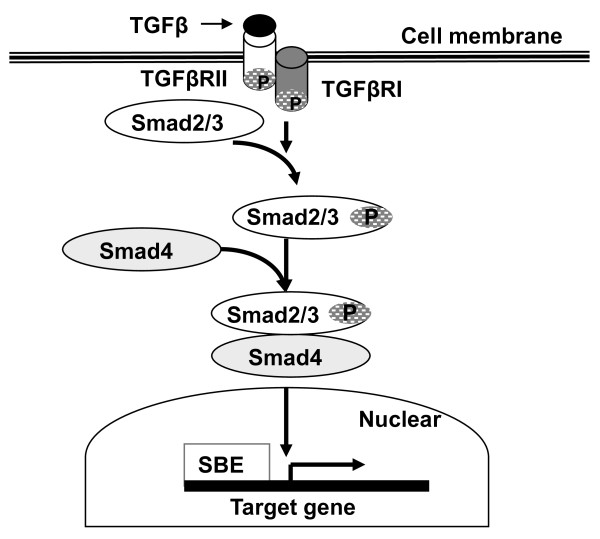 TGFβ
Cell membrane
TGFβRII
P
TGFβRI
P
Smad2/3
Smad2/3
P
Smad4
Smad2/3
P
Smad4
Nuclear
SBE
Target gene